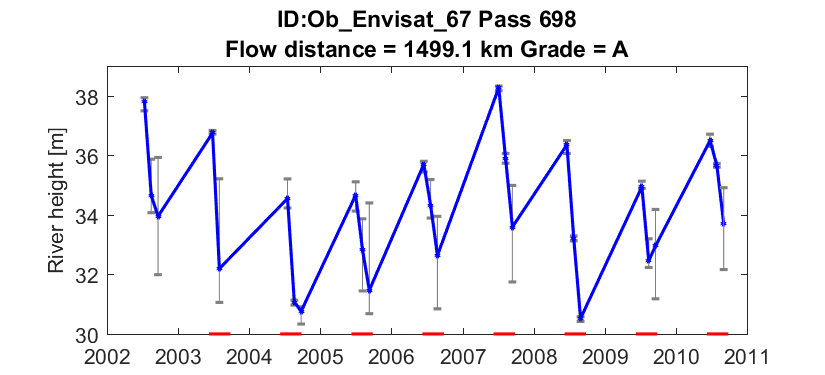 ID:Ob_Envisat_67 Pass 698
Flow distance = 1499.1 km Grade = A
River height [m]
38
36
34
32
30
2002 2003 2004 2005 2006 2007 2008 2009 2010 2011